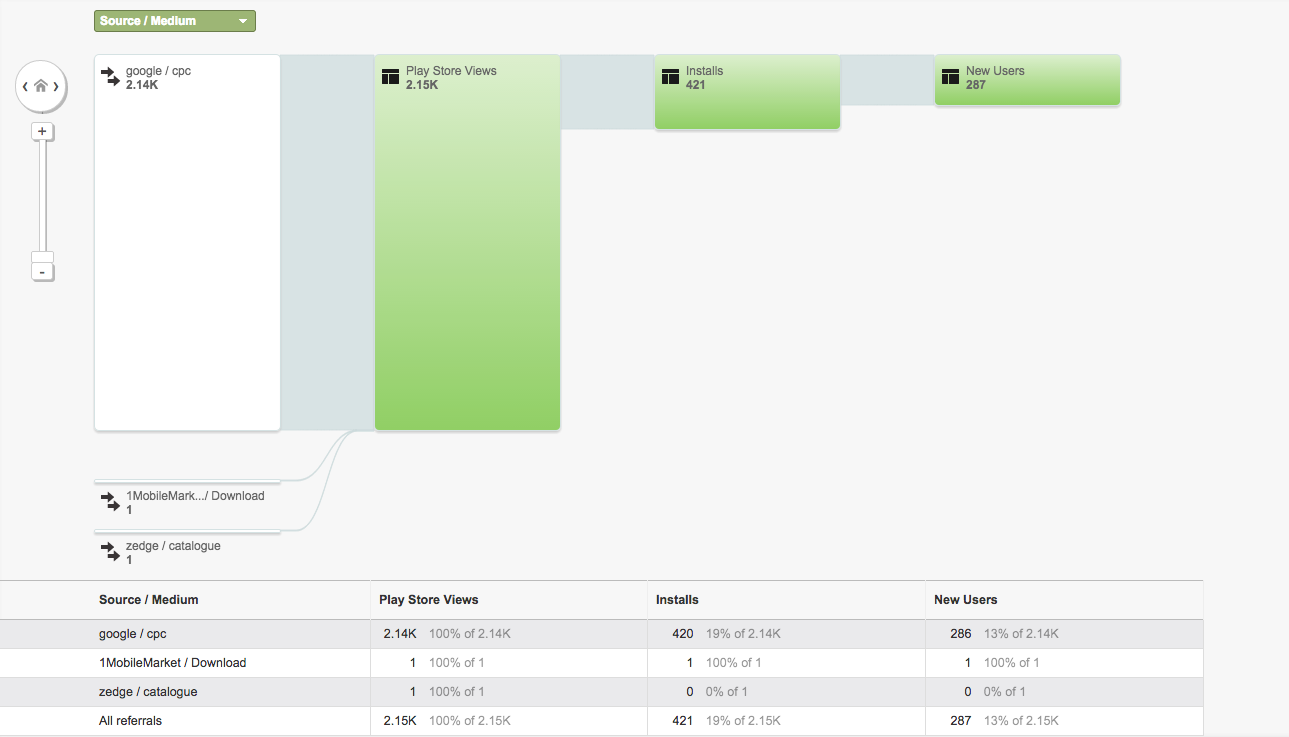 Source / Medium
google / cpc
2.14K
Play Store Views
2.15K
Installs
421
New Users
287
+
-
1MobileMark.../ Download
1
zedge / catalogue
1
Source / Medium Play Store Views Installs New Users
google / cpc 2.14K 100% of 2.14K 420 19% of 2.14K 286 13% of 2.14K
1MobileMarket / Download 1 100% of 1 1 100% of 1 1 100% of 1
zedge / catalogue 1 100% of 1 0 0% of 1 0 0% of 1
All referrals 2.15K 100% of 2.15K 421 19% of 2.15K 287 13% of 2.15K